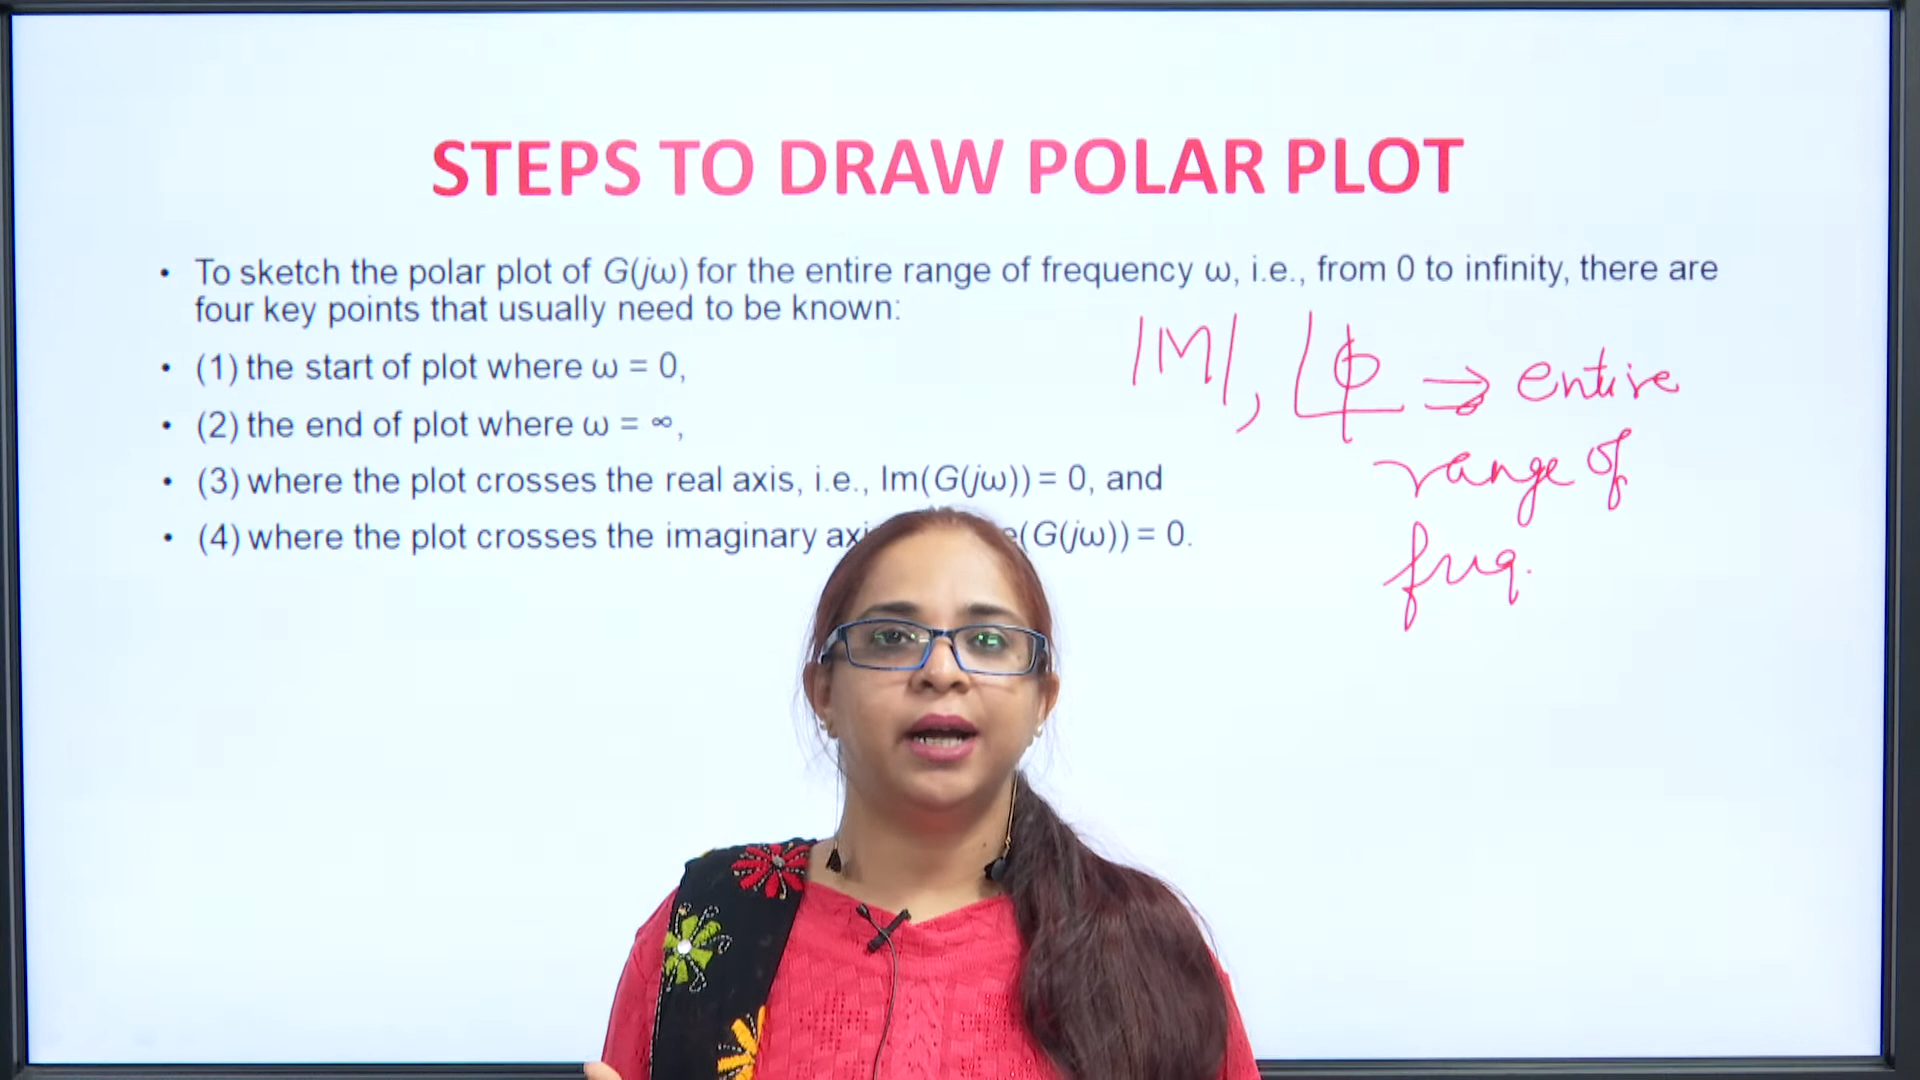 STEPS TO DRAW POLAR PLOT
• To sketch the polar plot of G(jω) for the entire range of frequency ω, i.e., from 0 to infinity, there are
four key points that usually need to be known:
• (1) the start of plot where ω = 0,
• (2) the end of plot where ω = ∞,
• (3) where the plot crosses the real axis, i.e., Im(G(jω)) = 0, and
• (4) where the plot crosses the imaginary (G(jω)) = 0.
|M|, ∠ϕ ⇒ entire
range of
freq.